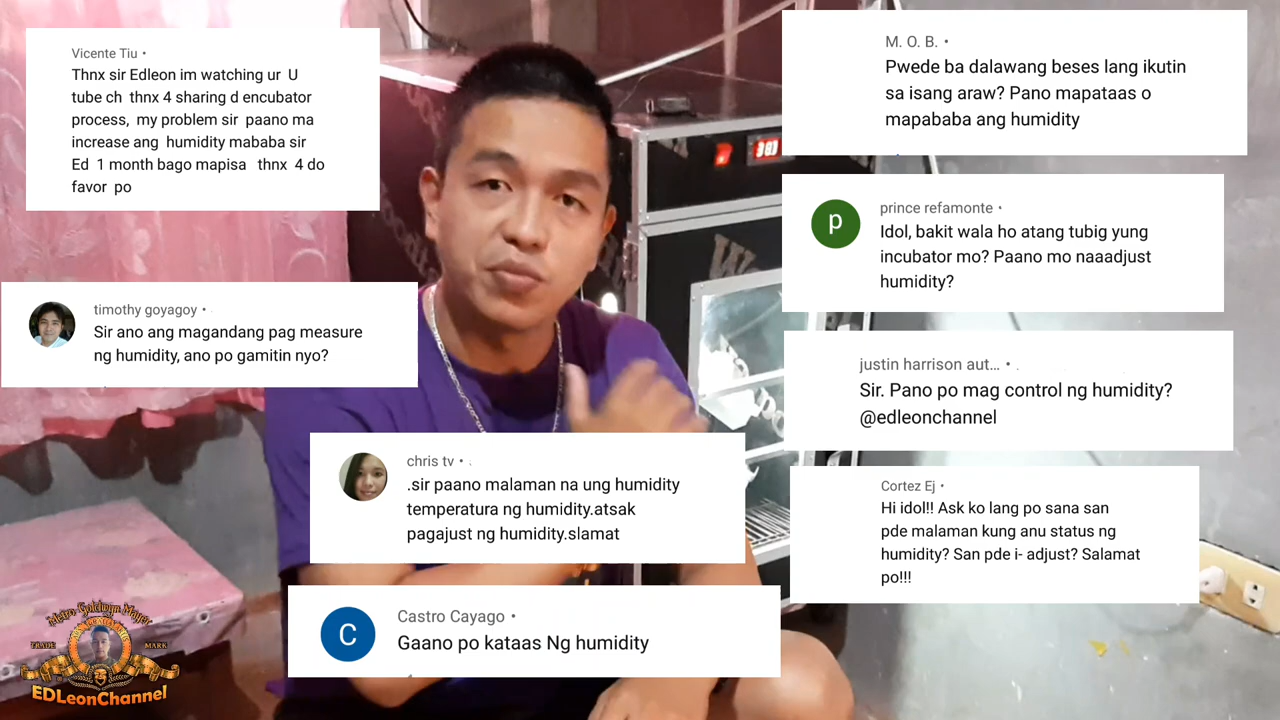 Vicente Tiu •
Thnx sir Edleon im watching ur U
tube ch thnx 4 sharing d encubator
process, my problem sir paano ma
increase ang humidity mababa sir
Ed 1 month bago mapisa thnx 4 do
favor po
timothy goyagoy •
Sir ano ang magandang pag measure
ng humidity, ano po gamitin nyo?
chris tv •
.sir paano malaman na ung humidity
temperatura ng humidity.atsak
pagajust ng humidity.slamat
C
Castro Cayago •
Gaano po kataas Ng humidity
M. O. B. •
Pwede ba dalawang beses lang ikutin
sa isang araw? Pano mapataas o
mapababa ang humidity
p
prince refamonte •
Idol, bakit wala ho atang tubig yung
incubator mo? Paano mo naaadjust
humidity?
justin harrison aut... •
Sir. Pano po mag control ng humidity?
@edleonchannel
Cortez Ej •
Hi idol!! Ask ko lang po sana san
pde malaman kung anu status ng
humidity? San pde i- adjust? Salamat
po!!!
Metro Goldwyn Mayer
TRADE MARK
EDLeonChannel